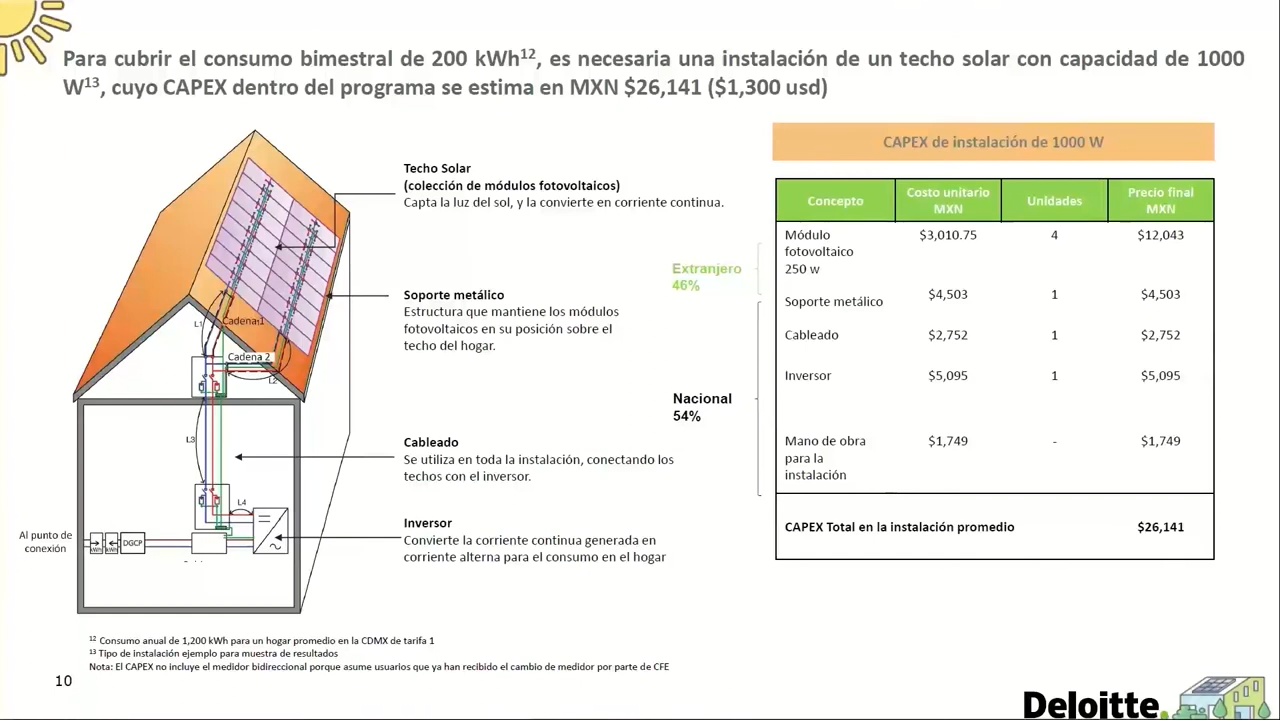 Para cubrir el consumo bimestral de 200 kWh¹², es necesaria una instalación de un techo solar con capacidad de 1000
W¹³, cuyo CAPEX dentro del programa se estima en MXN $26,141 ($1,300 usd)
Techo Solar
(colección de módulos fotovoltaicos)
Capta la luz del sol, y la convierte en corriente continua.
Soporte metálico
Estructura que mantiene los módulos
fotovoltaicos en su posición sobre el
techo del hogar.
Cableado
Se utiliza en toda la instalación, conectando los
techos con el inversor.
Inversor
Convierte la corriente continua generada en
corriente alterna para el consumo en el hogar
L1
Cadena 1
Cadena 2
L2
L3
L4
Al punto de
conexión
kWh
kWh
DGCP
Extranjero
46%
Nacional
54%
CAPEX de instalación de 1000 W
Concepto
Costo unitario
MXN
Unidades
Precio final
MXN
Módulo
fotovoltaico
250 w
$3,010.75
4
$12,043
Soporte metálico
$4,503
1
$4,503
Cableado
$2,752
1
$2,752
Inversor
$5,095
1
$5,095
Mano de obra
para la
instalación
$1,749
-
$1,749
CAPEX Total en la instalación promedio
$26,141
¹² Consumo anual de 1,200 kWh para un hogar promedio en la CDMX de tarifa 1
¹³ Tipo de instalación ejemplo para muestra de resultados
Nota: El CAPEX no incluye el medidor bidireccional porque asume usuarios que ya han recibido el cambio de medidor por parte de CFE
10
Deloitte.